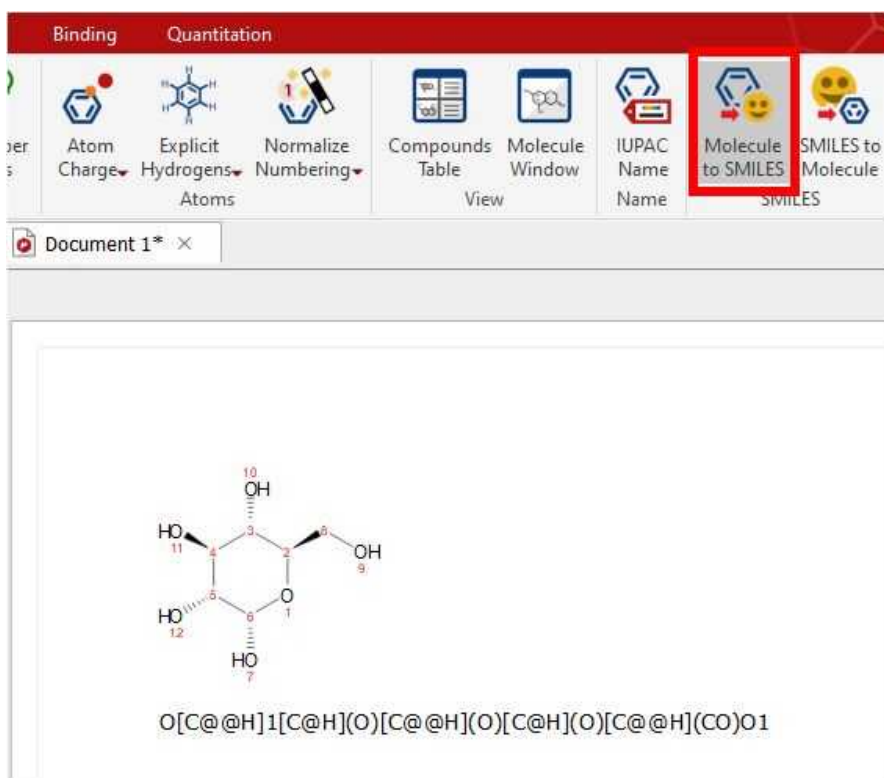 Binding Quantitation
ber Atom Explicit Normalize Compounds Molecule IUPAC Molecule SMILES to
s Charge Hydrogens Numbering Table Window Name to SMILES Molecule
Atoms View Name SMILES
Document 1* ×
10
OH
HO 3 8
11 4 2 OH
9
5 O
HO 6 1
12
HO
7
O[C@@H]1[C@H](O)[C@@H](O)[C@H](O)[C@@H](CO)O1